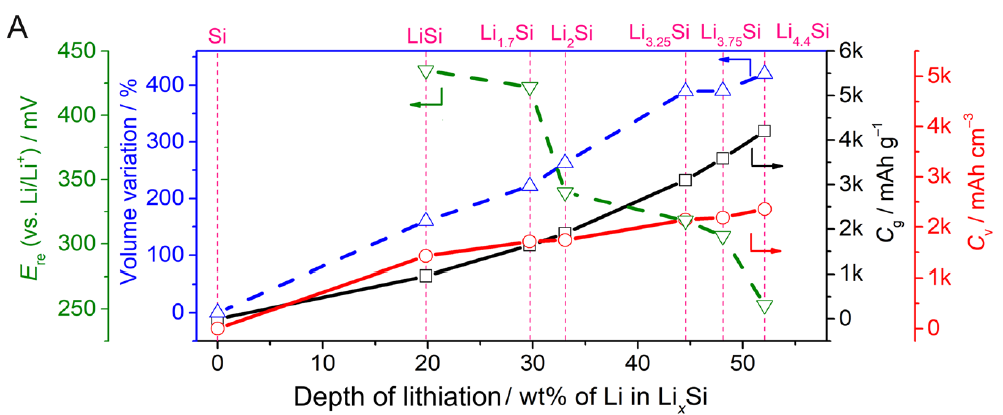 A
Si LiSi Li₁.₇Si Li₂Si Li₃.₂₅Si Li₃.₇₅Si Li₄.₄Si
450
400
350
300
250
Eᵣₑ (vs. Li/Li⁺) / mV
400
300
200
100
0
Volume variation / %
6k
5k
4k
3k
2k
1k
0
C_g / mAh g⁻¹
5k
4k
3k
2k
1k
0
Cᵥ / mAh cm⁻³
0 10 20 30 40 50
Depth of lithiation / wt% of Li in LiₓSi